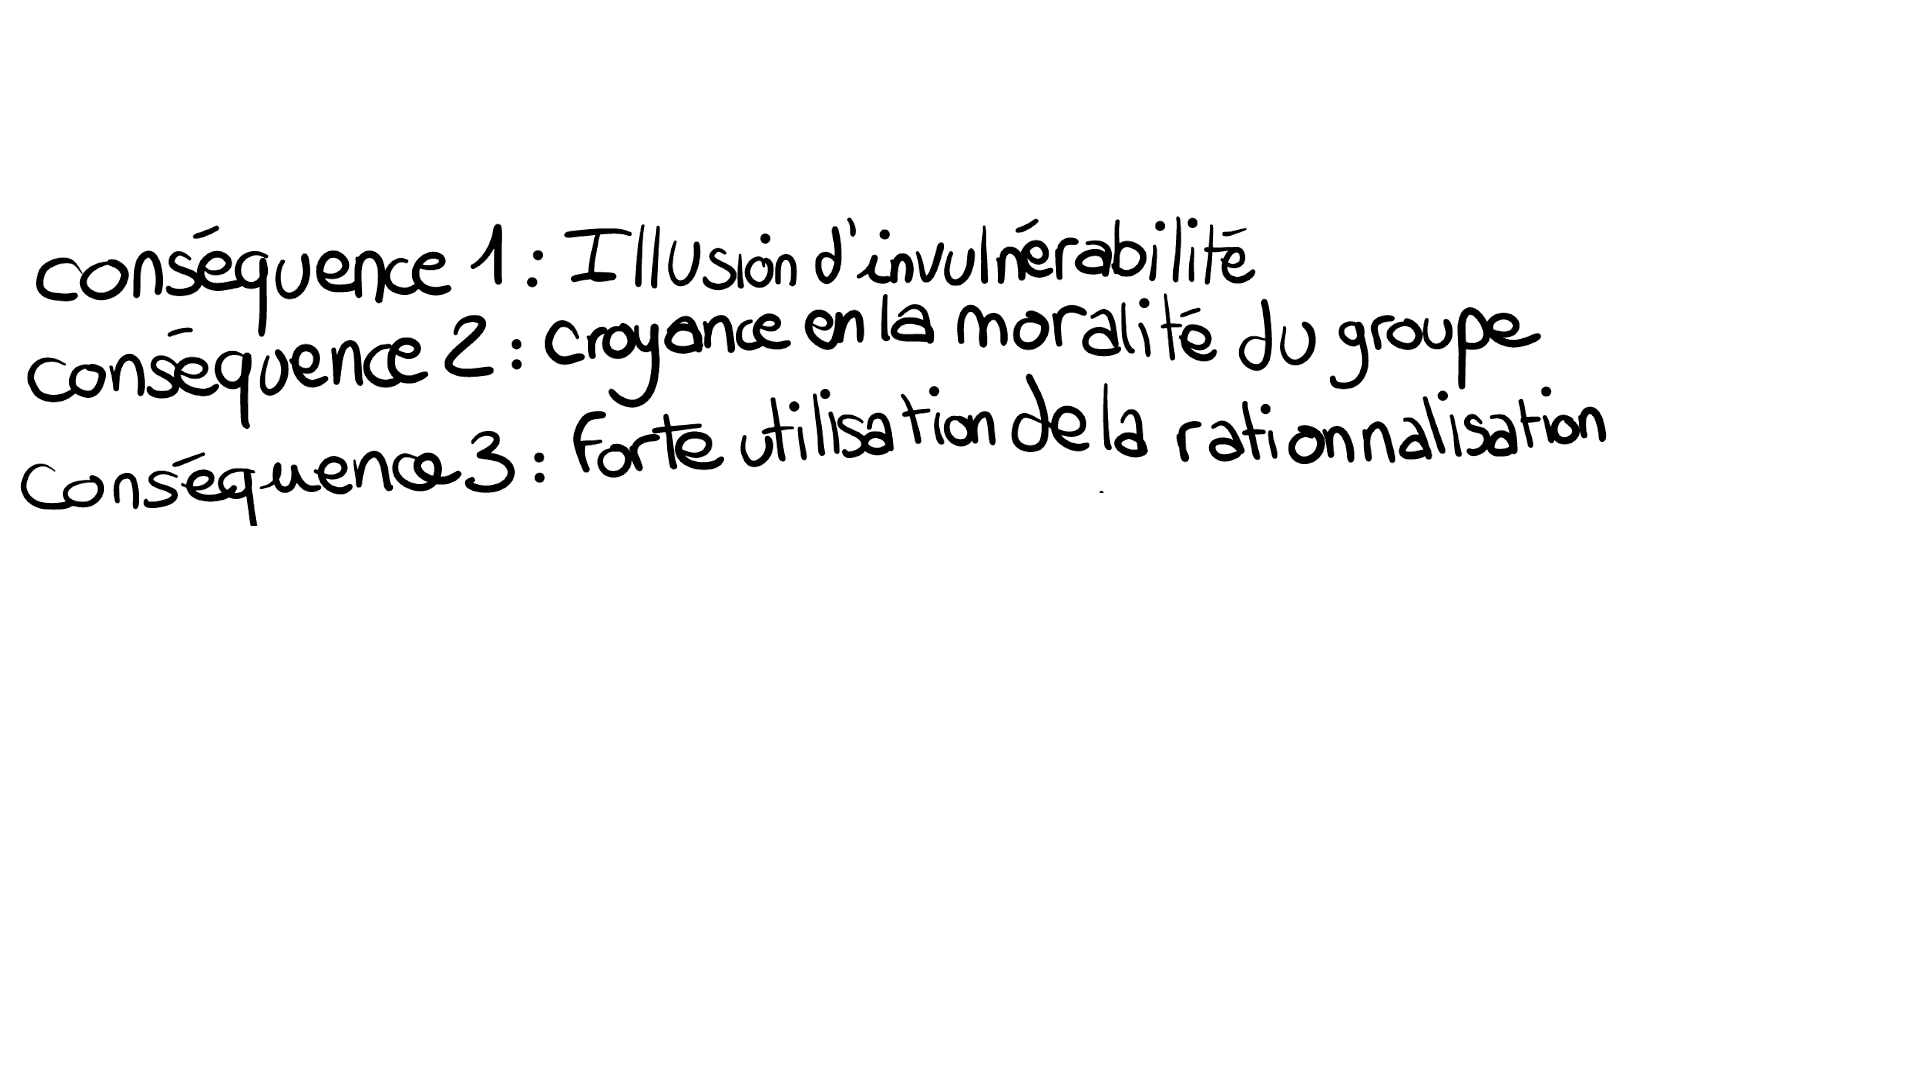 conséquence 1 : Illusion d'invulnérabilité
conséquence 2 : croyance en la moralité du groupe
conséquence 3 : forte utilisation de la rationnalisation